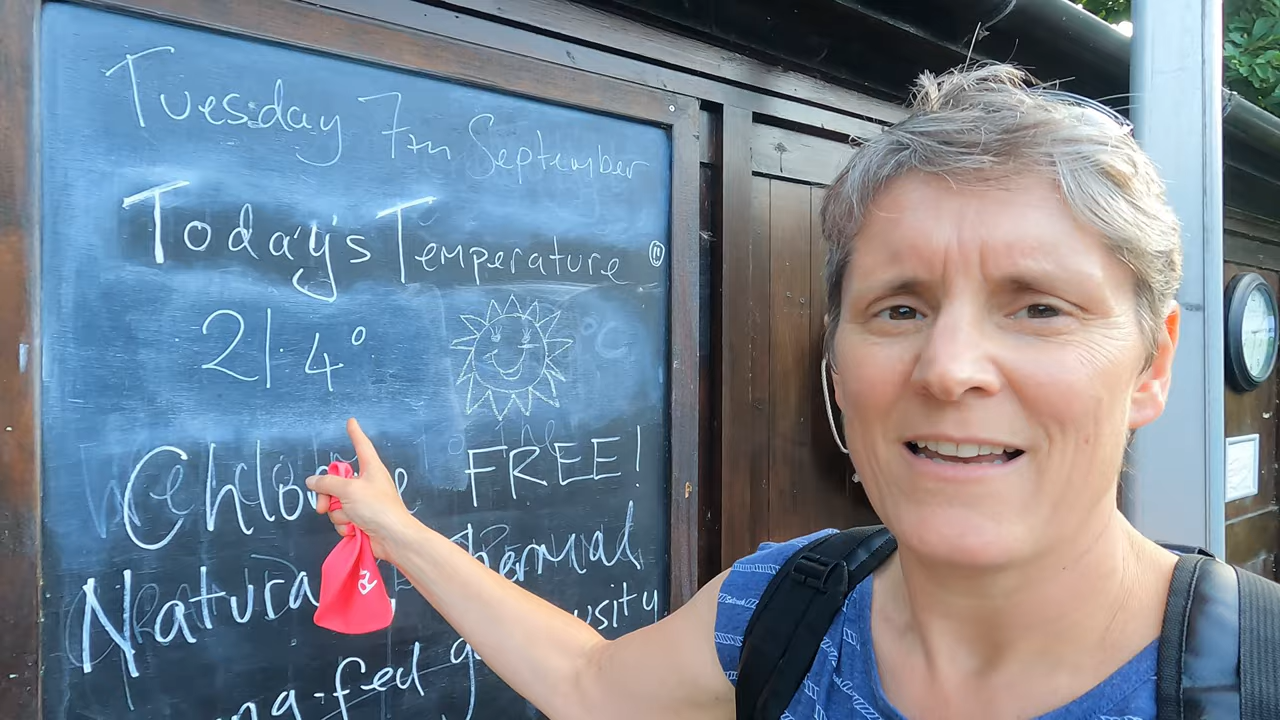 Tuesday 7th September
Today's Temperature
21.4°
°C
Chlorine FREE!
Natural Thermal